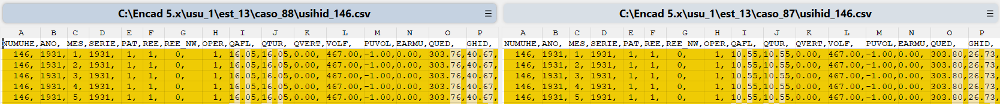 C:\Encad 5.x\usu_1\est_13\caso_88\usihid_146.csv
A B C D E F G H I J K L M N O P
NUMUHE,ANO, MES,SERIE,PAT,REE,REE_NW,OPER,QAFL, QTUR, QVERT,VOLF, PUVOL,EARMU,QUED, GHID,
146, 1931, 1, 1931, 1, 1, 0, 1, 16.05,16.05,0.00, 467.00,-1.00,0.00, 303.76,40.67,
146, 1931, 2, 1931, 1, 1, 0, 1, 16.05,16.05,0.00, 467.00,-1.00,0.00, 303.76,40.67,
146, 1931, 3, 1931, 1, 1, 0, 1, 16.05,16.05,0.00, 467.00,-1.00,0.00, 303.76,40.67,
146, 1931, 4, 1931, 1, 1, 0, 1, 16.05,16.05,0.00, 467.00,-1.00,0.00, 303.76,40.67,
146, 1931, 5, 1931, 1, 1, 0, 1, 16.05,16.05,0.00, 467.00,-1.00,0.00, 303.76,40.67,
C:\Encad 5.x\usu_1\est_13\caso_87\usihid_146.csv
A B C D E F G H I J K L M N O P
NUMUHE,ANO, MES,SERIE,PAT,REE,REE_NW,OPER,QAFL, QTUR, QVERT,VOLF, PUVOL,EARMU,QUED, GHID,
146, 1931, 1, 1931, 1, 1, 0, 1, 10.55,10.55,0.00, 467.00,-1.00,0.00, 303.80,26.73,
146, 1931, 2, 1931, 1, 1, 0, 1, 10.55,10.55,0.00, 467.00,-1.00,0.00, 303.80,26.73,
146, 1931, 3, 1931, 1, 1, 0, 1, 10.55,10.55,0.00, 467.00,-1.00,0.00, 303.80,26.73,
146, 1931, 4, 1931, 1, 1, 0, 1, 10.55,10.55,0.00, 467.00,-1.00,0.00, 303.80,26.73,
146, 1931, 5, 1931, 1, 1, 0, 1, 10.55,10.55,0.00, 467.00,-1.00,0.00, 303.80,26.73,